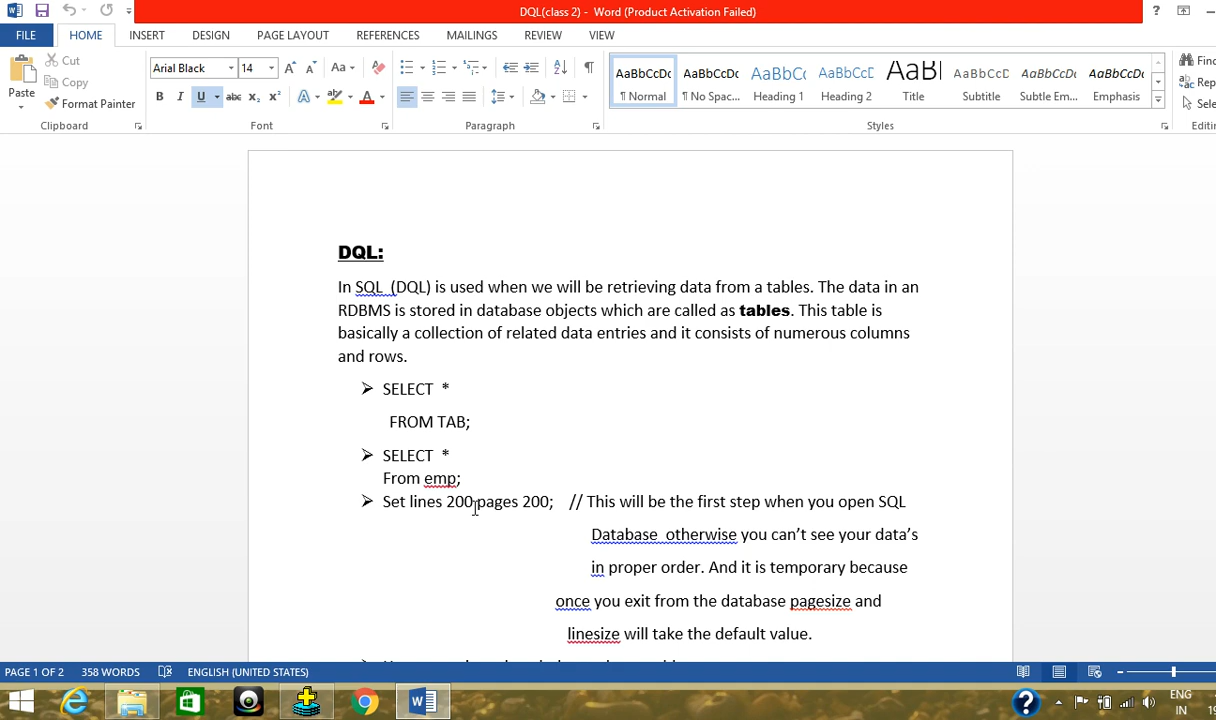 DQL(class 2) - Word (Product Activation Failed)
FILE HOME INSERT DESIGN PAGE LAYOUT REFERENCES MAILINGS REVIEW VIEW
Cut
Copy
Paste
Format Painter
Clipboard
Arial Black 14
Font
Paragraph
AaBbCcDc AaBbCcDc AaBbCc AaBbCcD AaBl AaBbCcD AaBbCcDc AaBbCcDc
¶ Normal ¶ No Spac... Heading 1 Heading 2 Title Subtitle Subtle Em... Emphasis
Styles
Find
Rep
Sele
Editin
DQL:
In SQL (DQL) is used when we will be retrieving data from a tables. The data in an
RDBMS is stored in database objects which are called as tables. This table is
basically a collection of related data entries and it consists of numerous columns
and rows.
➢ SELECT *
FROM TAB;
➢ SELECT *
From emp;
➢ Set lines 200 pages 200; // This will be the first step when you open SQL
Database otherwise you can't see your data's
in proper order. And it is temporary because
once you exit from the database pagesize and
linesize will take the default value.
PAGE 1 OF 2 358 WORDS ENGLISH (UNITED STATES)
ENG
IN